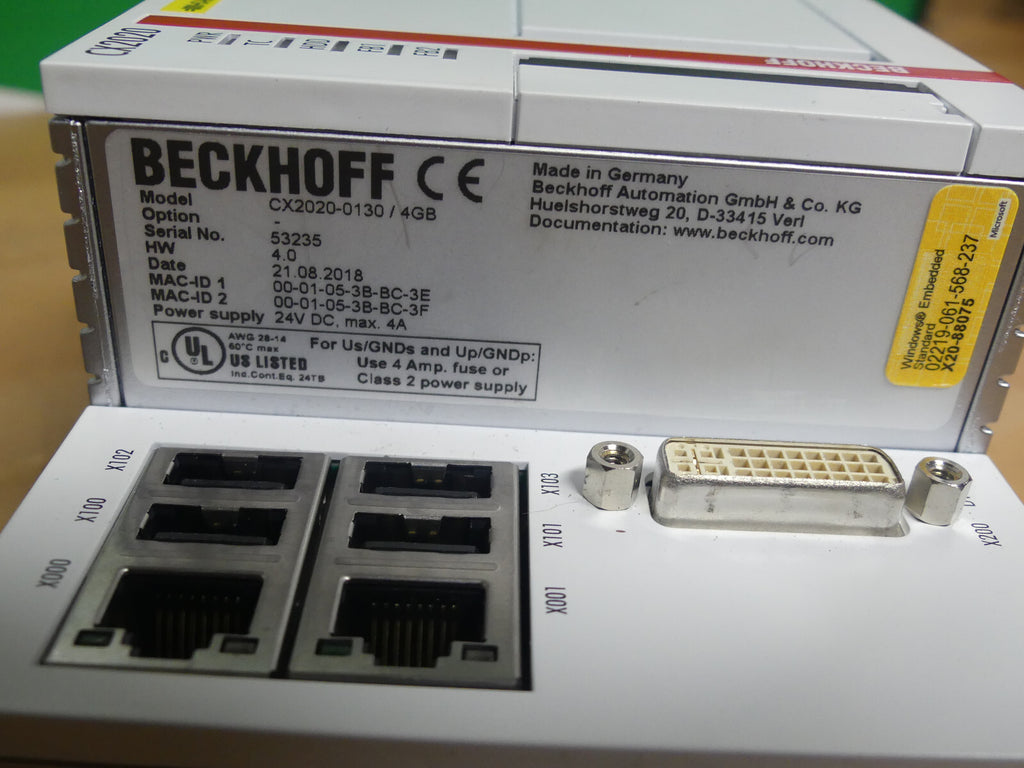 CX2020
PWR
TC
HDD
FB1
FB2
BECKHOFF
BECKHOFF CE
Made in Germany
Beckhoff Automation GmbH & Co. KG
Huelshorstweg 20, D-33415 Verl
Documentation: www.beckhoff.com
Model CX2020-0130 / 4GB
Option -
Serial No. 53235
HW 4.0
Date 21.08.2018
MAC-ID 1 00-01-05-3B-BC-3E
MAC-ID 2 00-01-05-3B-BC-3F
Power supply 24V DC, max. 4A
C UL
AWG 28-14
60°C max
US LISTED
Ind.Cont.Eq. 24TB
For Us/GNDs and Up/GNDp:
Use 4 Amp. fuse or
Class 2 power supply
Microsoft
Windows® Embedded
Standard
02219-061-568-237
X20-88075
X102
X100
X000
X103
X101
X001
X200